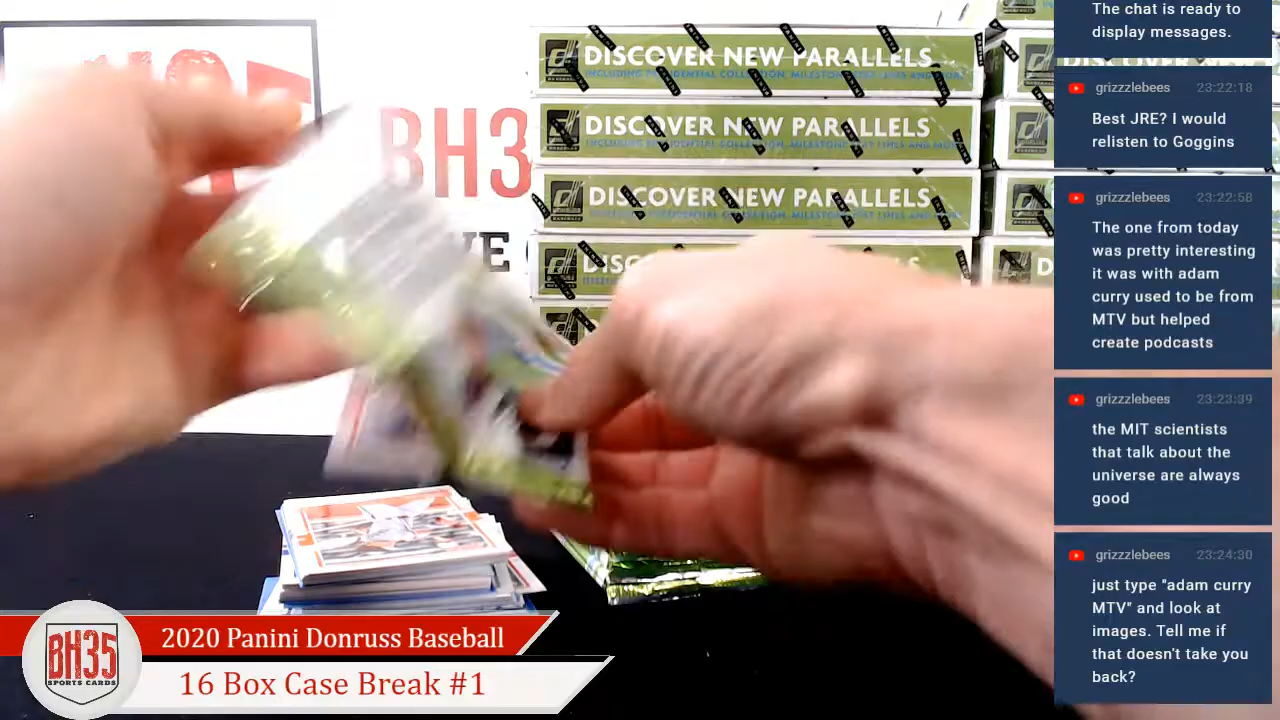 DISCOVER NEW PARALLELS
INCLUDING PRESIDENTIAL COLLECTION, MILESTONE
DISCOVER NEW PARALLELS
DISCOVER NEW PARALLELS
BH35
2020 Panini Donruss Baseball
16 Box Case Break #1
BH35
SPORTS CARDS
The chat is ready to
display messages.
grizzzlebees 23:22:18
Best JRE? I would
relisten to Goggins
grizzzlebees 23:22:58
The one from today
was pretty interesting
it was with adam
curry used to be from
MTV but helped
create podcasts
grizzzlebees 23:23:39
the MIT scientists
that talk about the
universe are always
good
grizzzlebees 23:24:30
just type "adam curry
MTV" and look at
images. Tell me if
that doesn't take you
back?